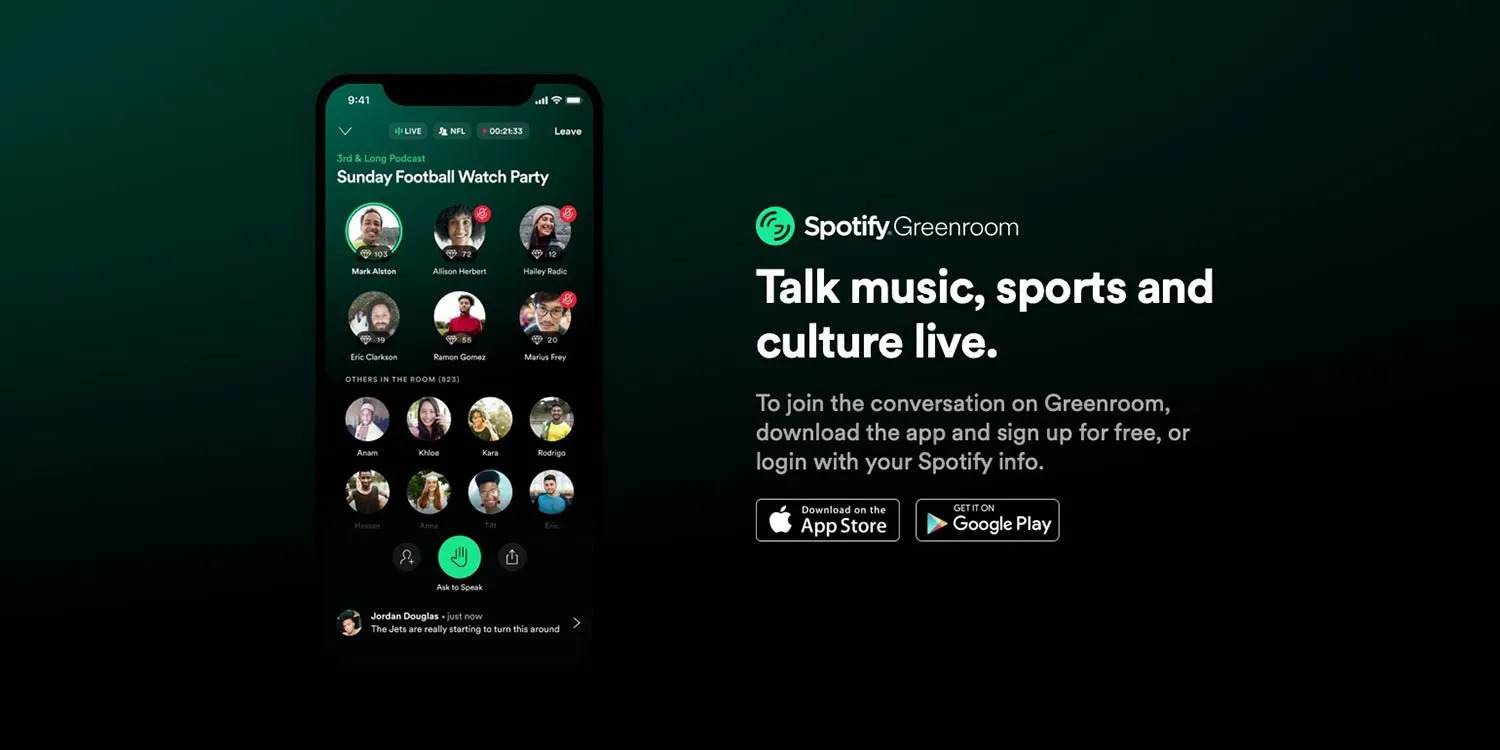 9:41
LIVE NFL 00:21:33 Leave
3rd & Long Podcast
Sunday Football Watch Party
103 72 12
Mark Alston Allison Herbert Hailey Radic
19 56 20
Eric Clarkson Ramon Gomez Marius Frey
OTHERS IN THE ROOM (823)
Anam Khloe Kara Rodrigo
Hassan Anna Tiff Eric
Ask to Speak
Jordan Douglas • just now
The Jets are really starting to turn this around
Spotify Greenroom
Talk music, sports and
culture live.
To join the conversation on Greenroom,
download the app and sign up for free, or
login with your Spotify info.
Download on the
App Store
GET IT ON
Google Play